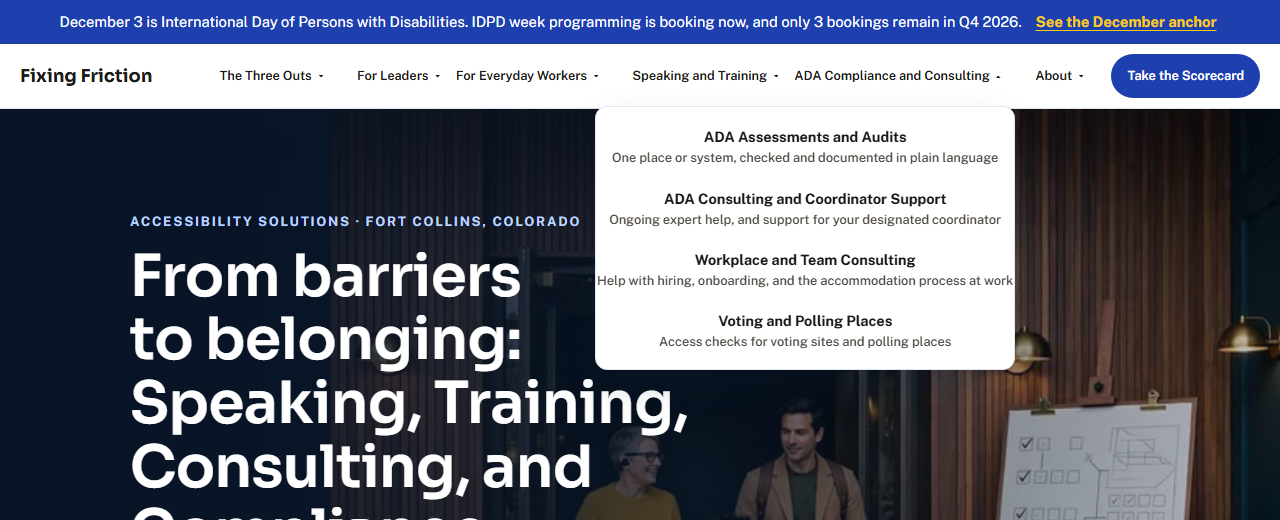 December 3 is International Day of Persons with Disabilities. IDPD week programming is booking now, and only 3 bookings remain in Q4 2026. See the December anchor
Fixing Friction The Three Outs For Leaders For Everyday Workers Speaking and Training ADA Compliance and Consulting About Take the Scorecard
ADA Assessments and Audits
One place or system, checked and documented in plain language
ADA Consulting and Coordinator Support
Ongoing expert help, and support for your designated coordinator
Workplace and Team Consulting
Help with hiring, onboarding, and the accommodation process at work
Voting and Polling Places
Access checks for voting sites and polling places
ACCESSIBILITY SOLUTIONS · FORT COLLINS, COLORADO
From barriers
to belonging:
Speaking, Training,
Consulting, and
Compliance